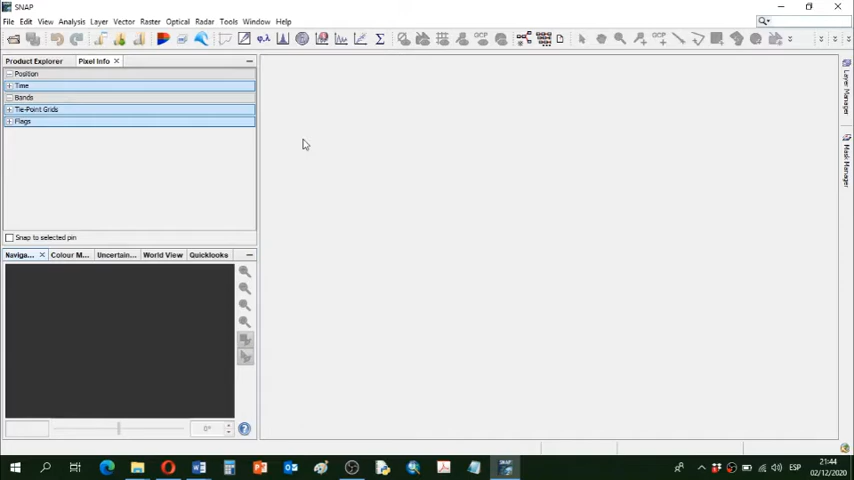 SNAP
File Edit View Analysis Layer Vector Raster Optical Radar Tools Window Help
Product Explorer Pixel Info
Position
Time
Bands
Tie-Point Grids
Flags
Snap to selected pin
Naviga... Colour M... Uncertain... World View Quicklooks
0°
Layer Manager
Mask Manager
ESP
21:44
02/12/2020